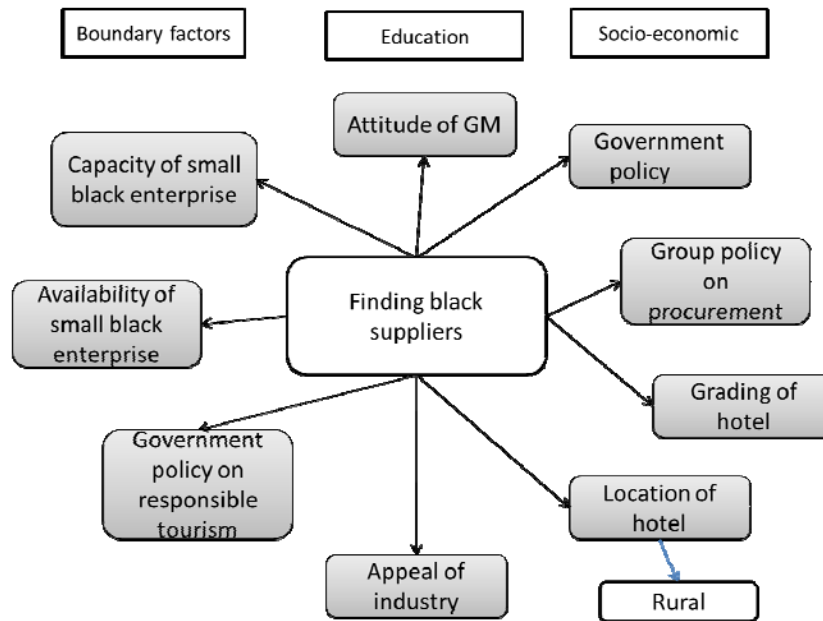 Boundary factors
Education
Socio-economic
Attitude of GM
Capacity of small
black enterprise
Government
policy
Group policy
on
procurement
Finding black
suppliers
Availability of
small black
enterprise
Grading of
hotel
Government
policy on
responsible
tourism
Location of
hotel
Appeal of
industry
Rural